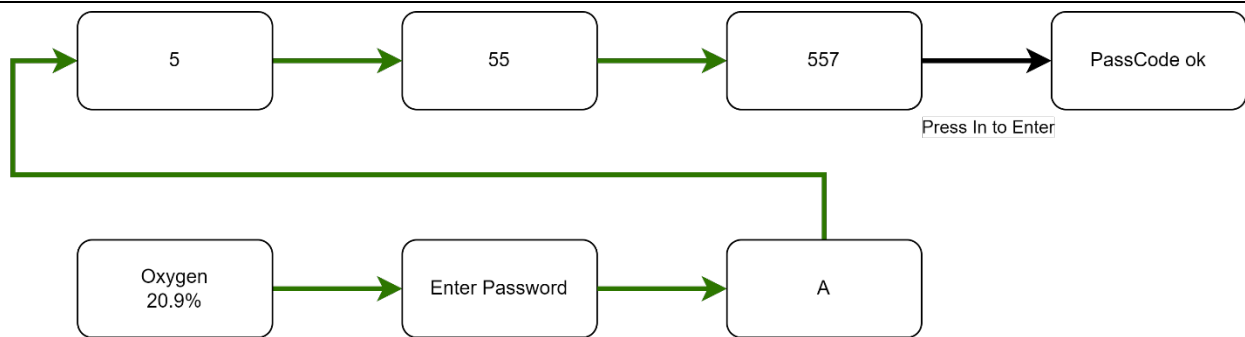 5
55
557
PassCode ok
Press In to Enter
Oxygen
20.9%
Enter Password
A